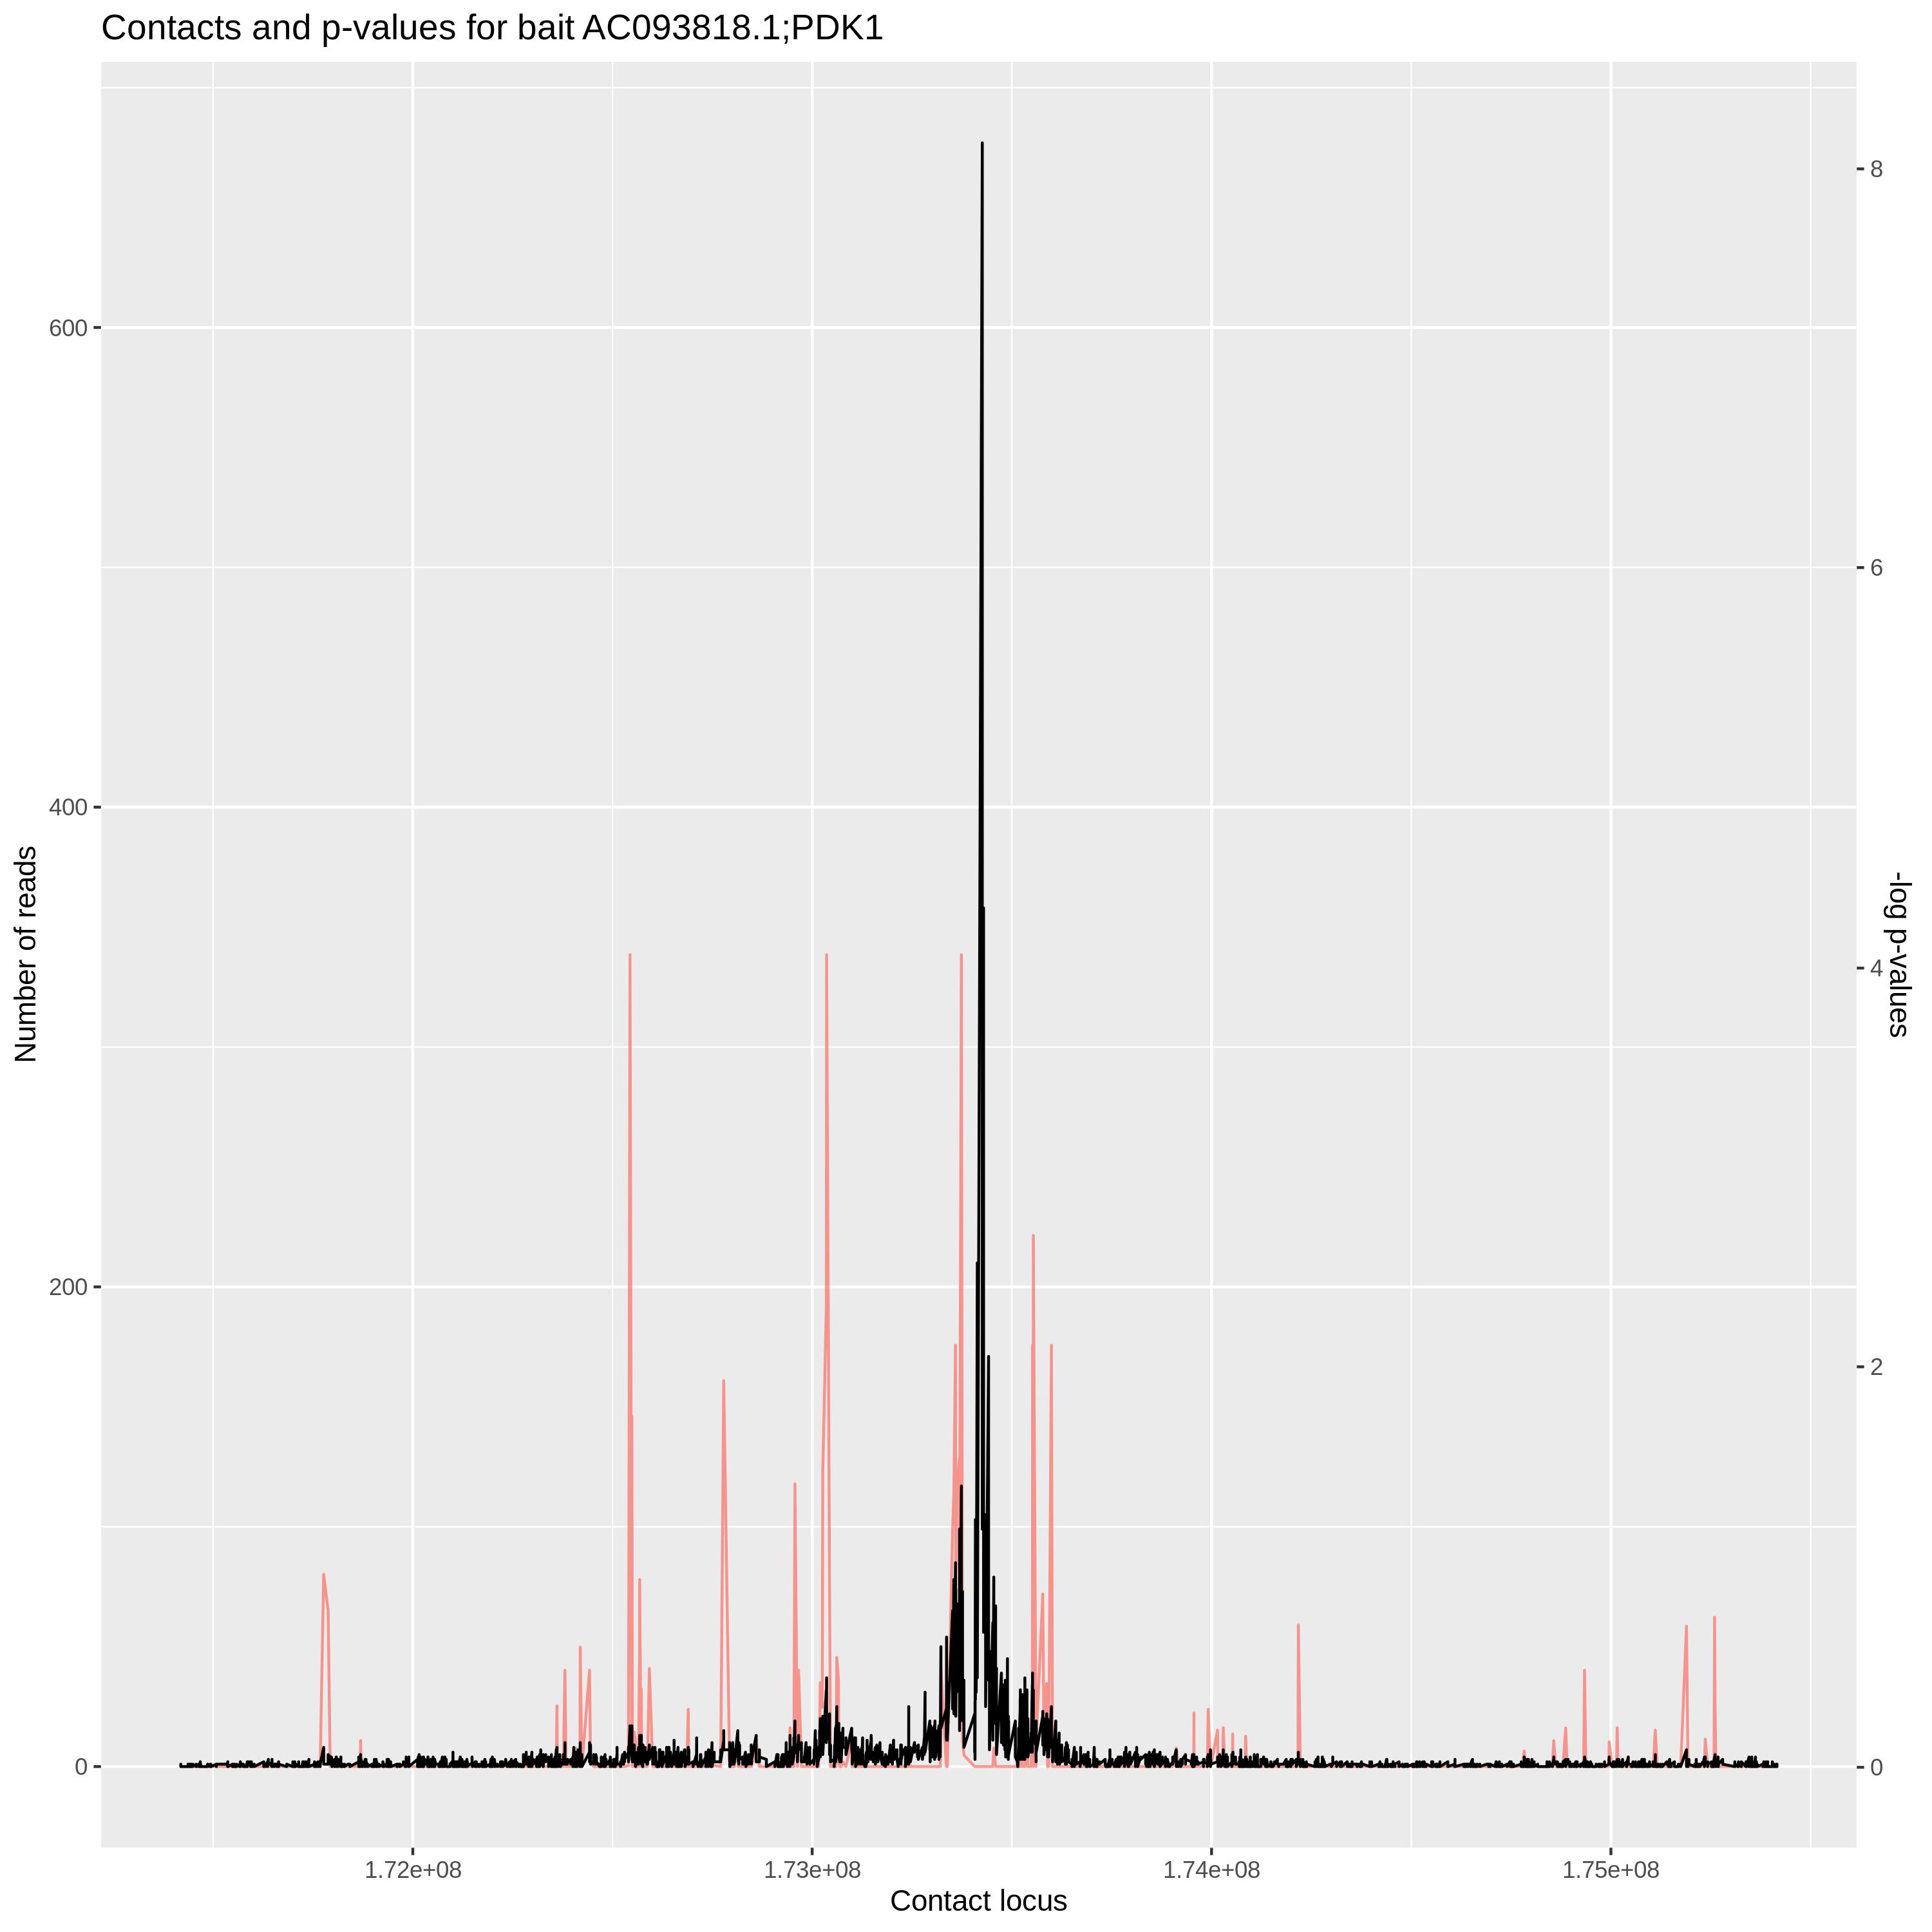 Contacts and p-values for bait AC093818.1;PDK1
Number of reads
600
400
200
0
8
6
4
2
0
-log p-values
1.72e+08
1.73e+08
1.74e+08
1.75e+08
Contact locus